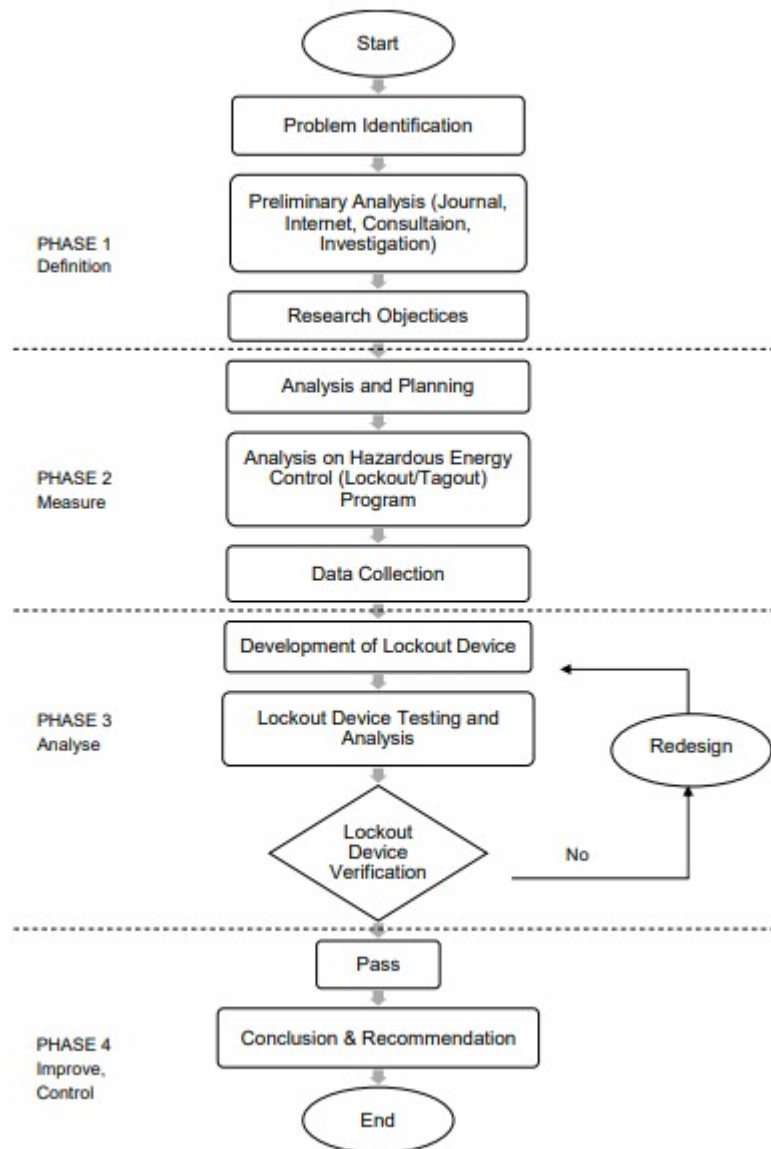 Start
Problem Identification
Preliminary Analysis (Journal,
Internet, Consultaion,
Investigation)
PHASE 1
Definition
Research Objectices
Analysis and Planning
Analysis on Hazardous Energy
Control (Lockout/Tagout)
Program
PHASE 2
Measure
Data Collection
Development of Lockout Device
PHASE 3
Analyse
Lockout Device Testing and
Analysis
Redesign
Lockout
Device
Verification
No
Pass
Conclusion & Recommendation
PHASE 4
Improve,
Control
End